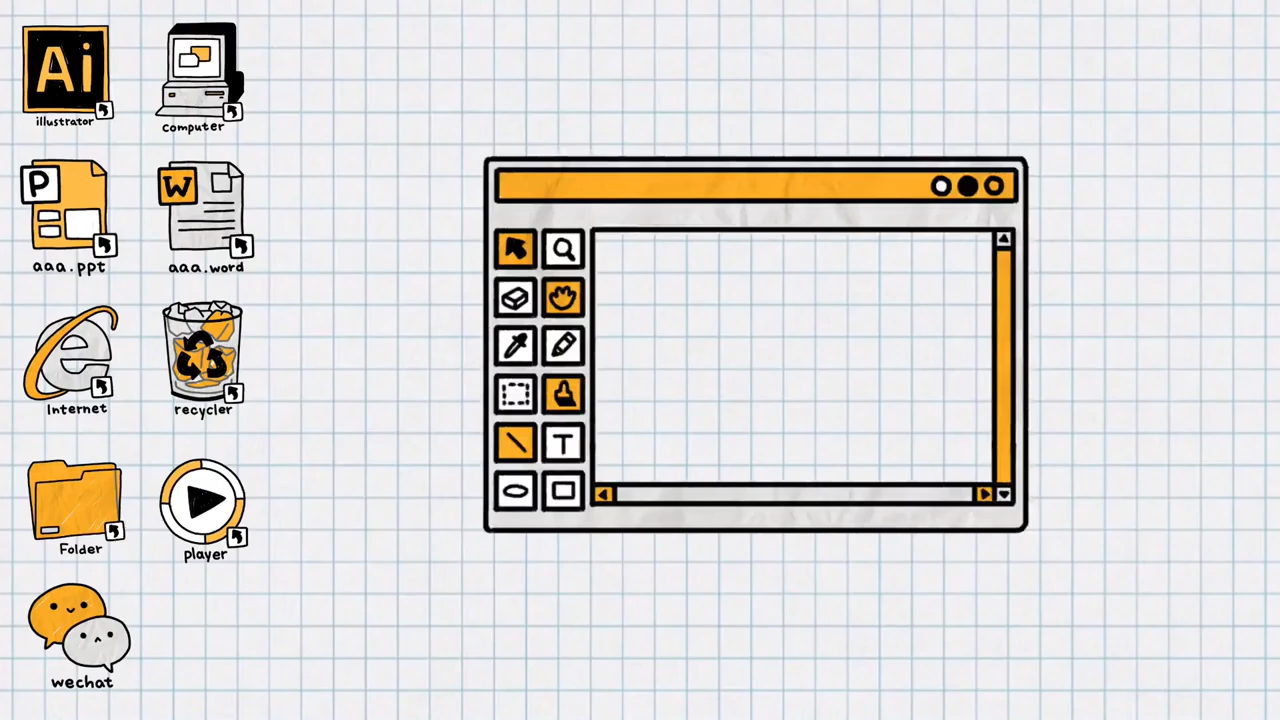 Ai
illustrator
computer
P
aaa.ppt
W
aaa.word
e
Internet
recycler
Folder
player
wechat
T